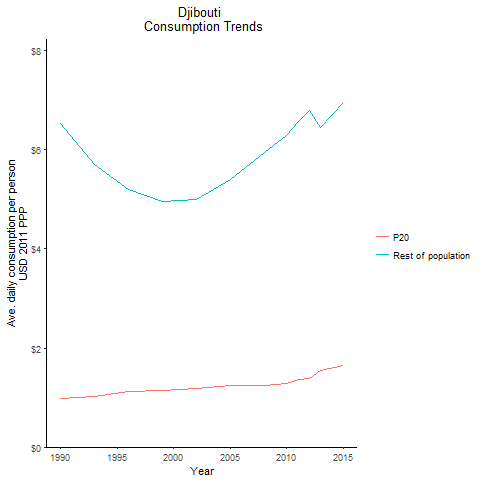 Djibouti
Consumption Trends
Ave. daily consumption per person
USD 2011 PPP
$8
$6
$4
$2
$0
1990 1995 2000 2005 2010 2015
Year
P20
Rest of population